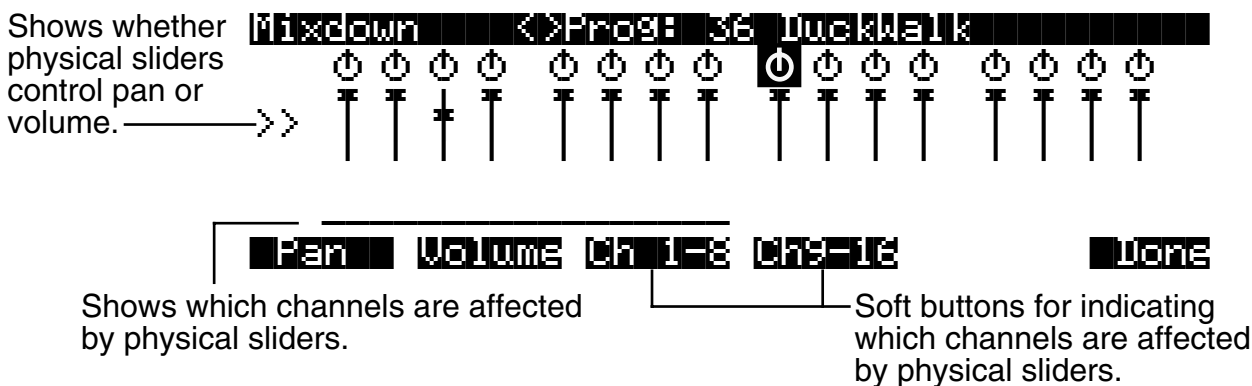 Shows whether
physical sliders
control pan or
volume.
Mixdown <>Prog: 36 DuckWalk
>>
Pan Volume Ch 1-8 Ch9-16 Done
Shows which channels are affected
by physical sliders.
Soft buttons for indicating
which channels are affected
by physical sliders.